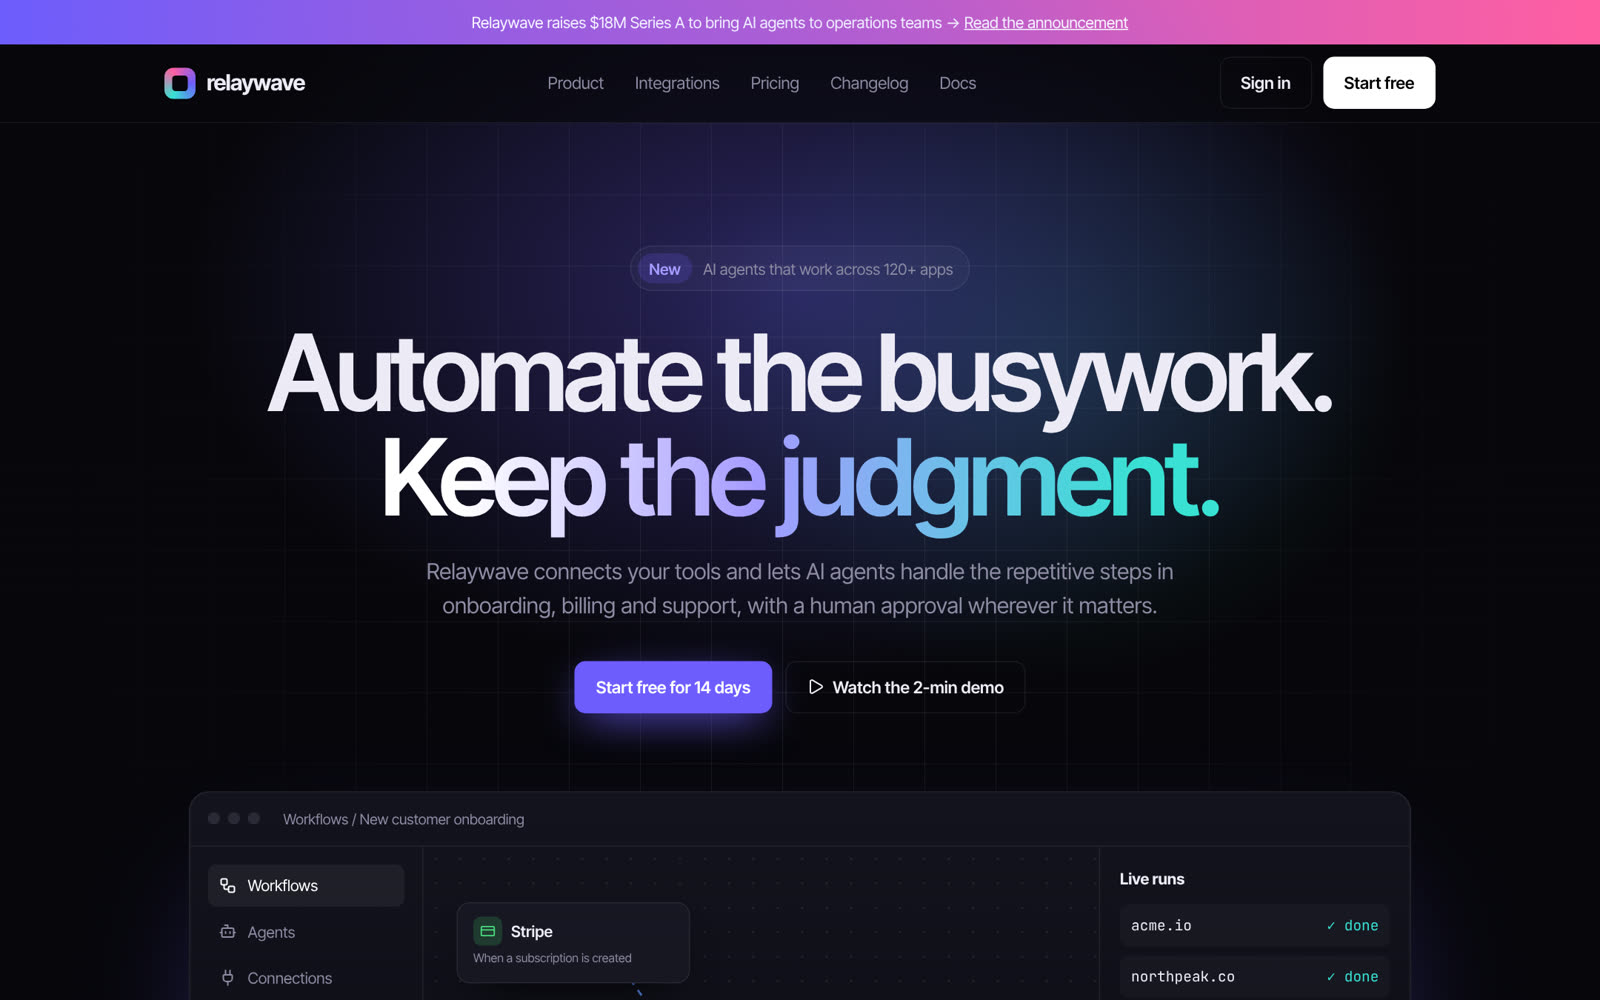 Relaywave raises $18M Series A to bring AI agents to operations teams → Read the announcement
relaywave
Product
Integrations
Pricing
Changelog
Docs
Sign in
Start free
New
AI agents that work across 120+ apps
Automate the busywork.
Keep the judgment.
Relaywave connects your tools and lets AI agents handle the repetitive steps in
onboarding, billing and support, with a human approval wherever it matters.
Start free for 14 days
Watch the 2-min demo
Workflows / New customer onboarding
Workflows
Agents
Connections
Stripe
When a subscription is created
Live runs
acme.io
✓ done
northpeak.co
✓ done